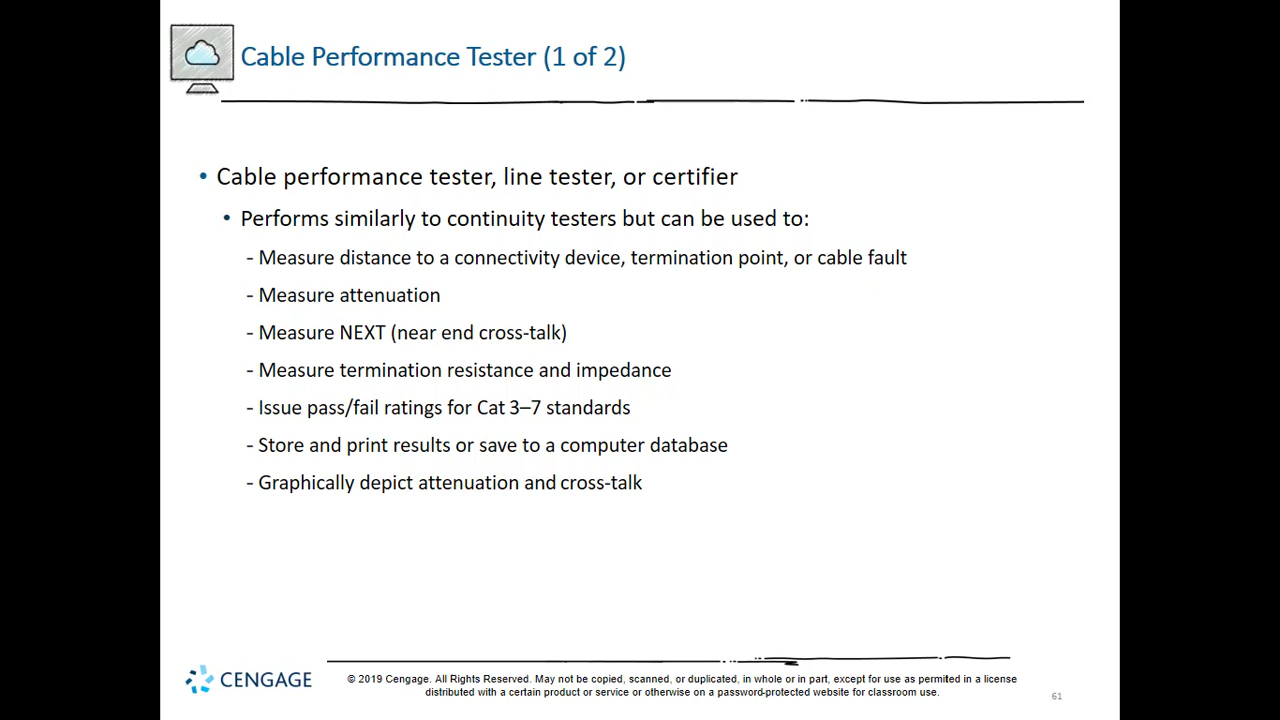 Cable Performance Tester (1 of 2)
• Cable performance tester, line tester, or certifier
• Performs similarly to continuity testers but can be used to:
- Measure distance to a connectivity device, termination point, or cable fault
- Measure attenuation
- Measure NEXT (near end cross-talk)
- Measure termination resistance and impedance
- Issue pass/fail ratings for Cat 3–7 standards
- Store and print results or save to a computer database
- Graphically depict attenuation and cross-talk
CENGAGE
© 2019 Cengage. All Rights Reserved. May not be copied, scanned, or duplicated, in whole or in part, except for use as permitted in a license
distributed with a certain product or service or otherwise on a password-protected website for classroom use.
61